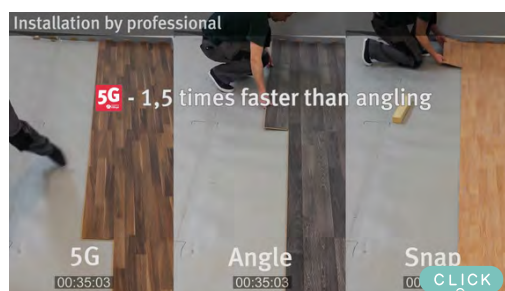 Installation by professional
5G - 1,5 times faster than angling
5G Angle Snap
00:35:03 00:35:03 00
CLICK